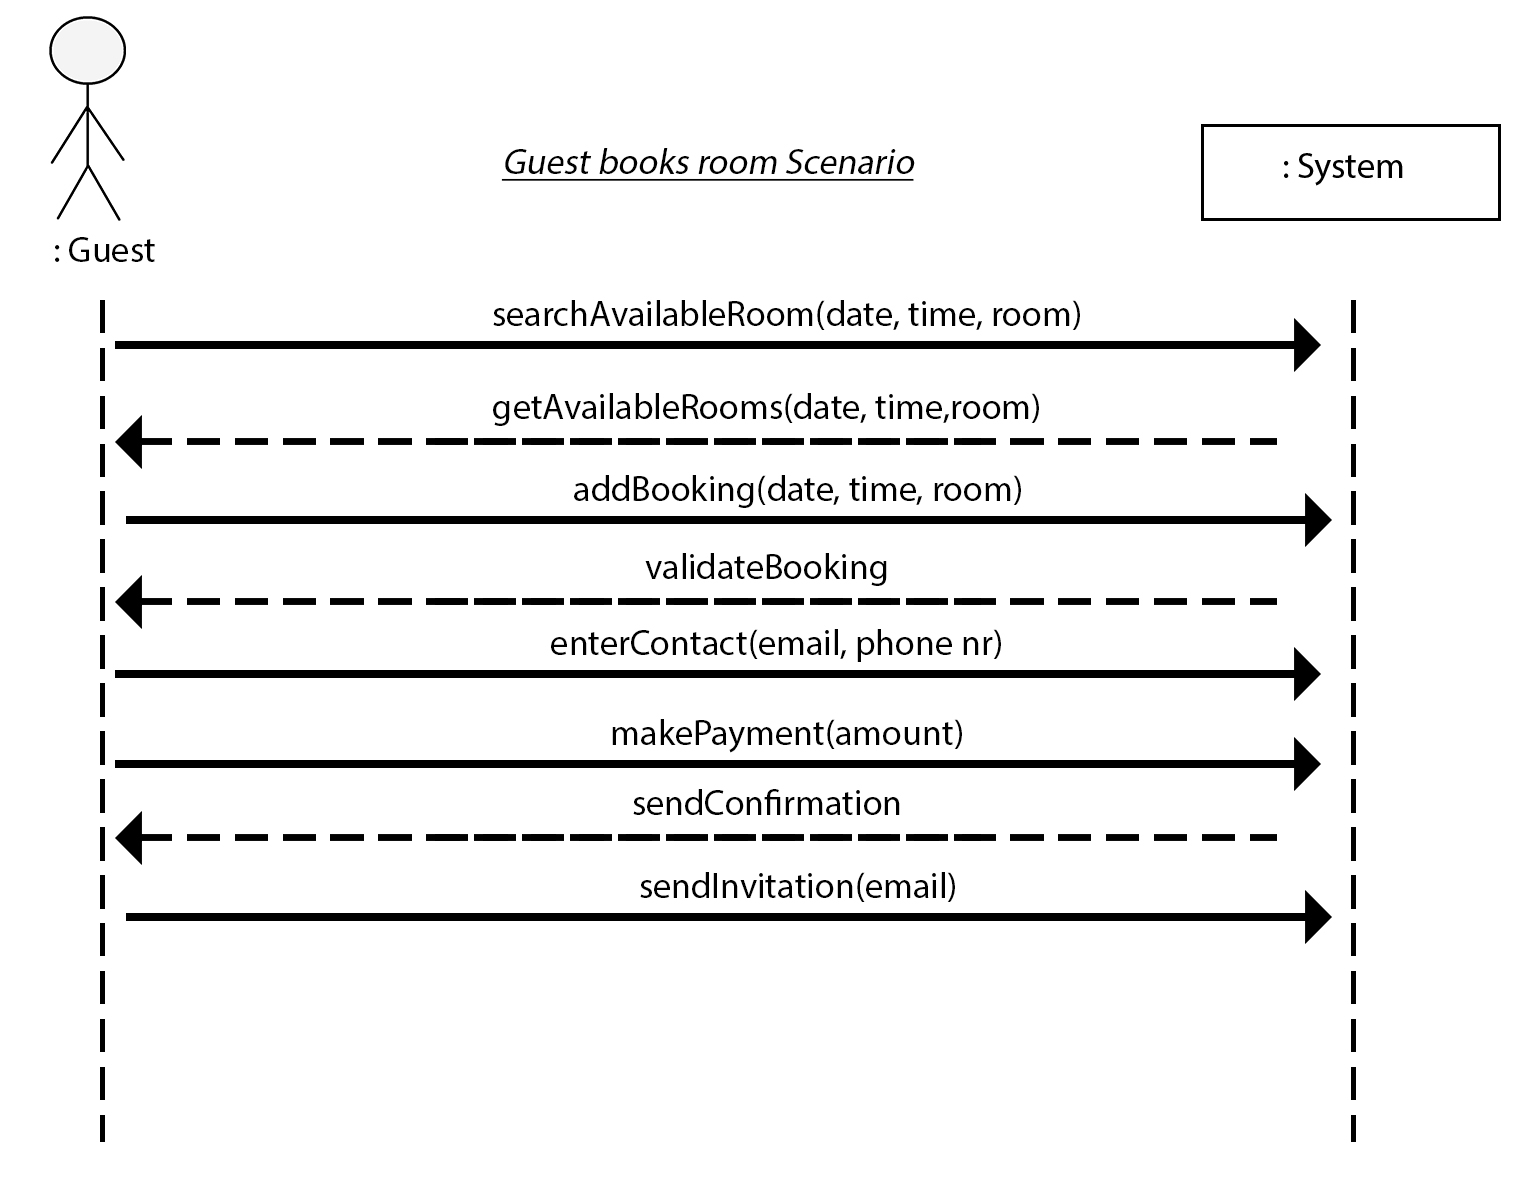 Guest books room Scenario
: System
: Guest
searchAvailableRoom(date, time, room)
getAvailableRooms(date, time,room)
addBooking(date, time, room)
validateBooking
enterContact(email, phone nr)
makePayment(amount)
sendConfirmation
sendInvitation(email)